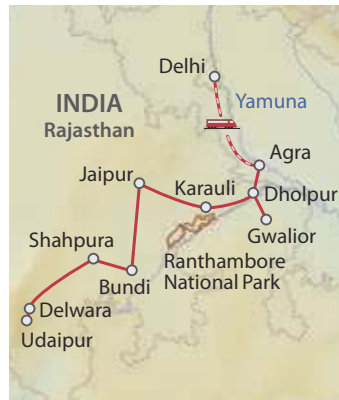 Delhi
INDIA
Rajasthan
Yamuna
Agra
Jaipur
Karauli
Dholpur
Gwalior
Shahpura
Ranthambore
National Park
Bundi
Delwara
Udaipur